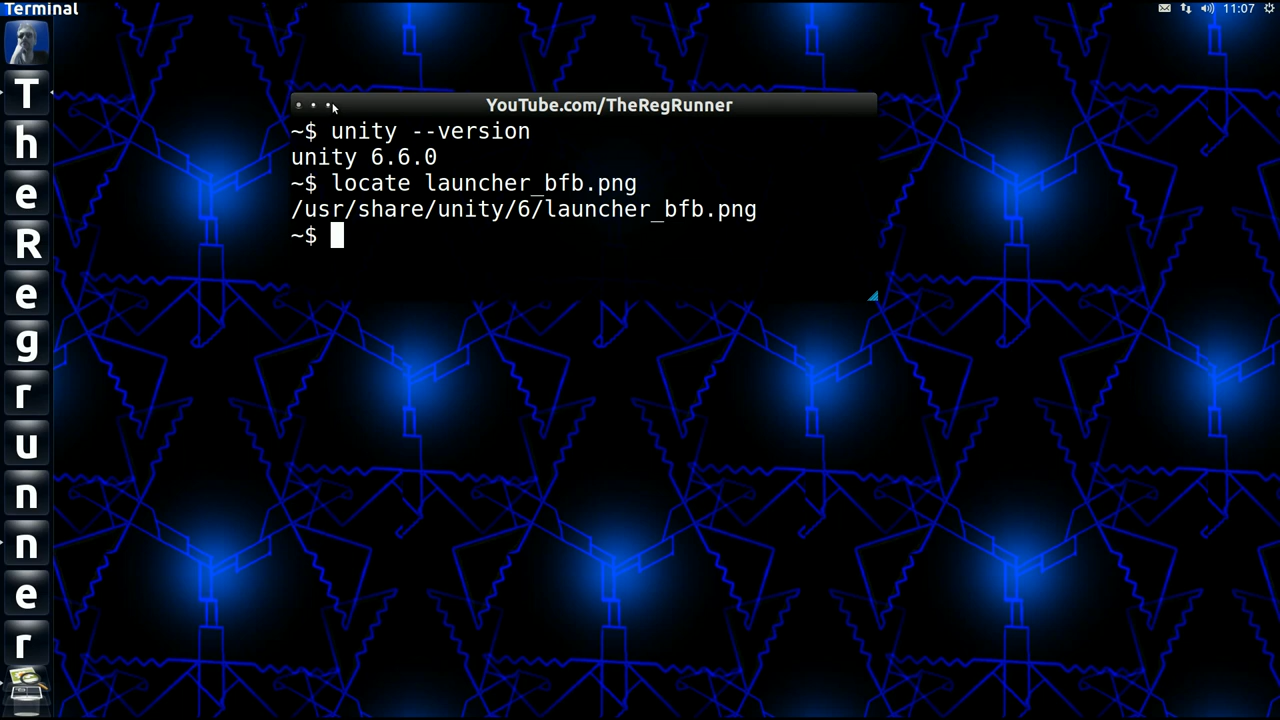 Terminal
11:07
T
h
e
R
e
g
r
u
n
n
e
r
YouTube.com/TheRegRunner
~$ unity --version
unity 6.6.0
~$ locate launcher_bfb.png
/usr/share/unity/6/launcher_bfb.png
~$